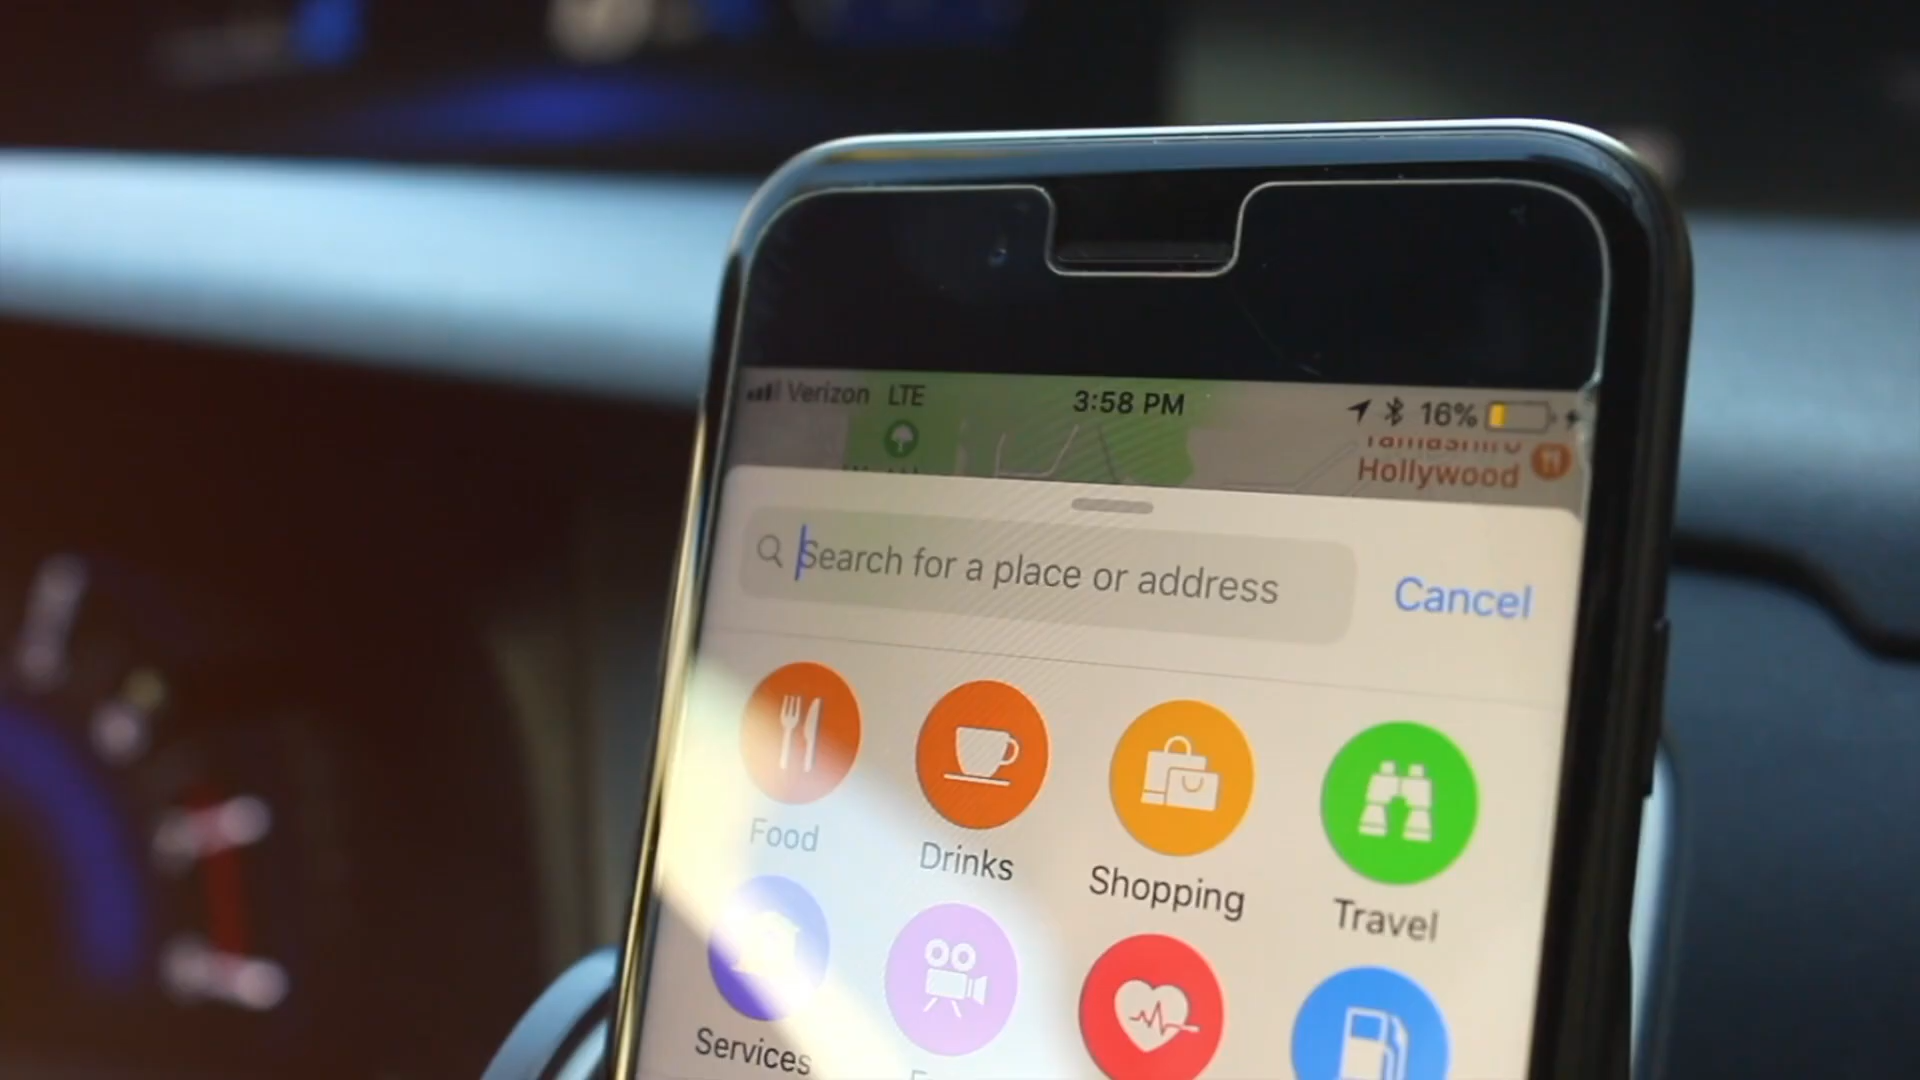 Verizon LTE 3:58 PM 16%
Hollywood
Search for a place or address
Cancel
Food
Drinks
Shopping
Travel
Services